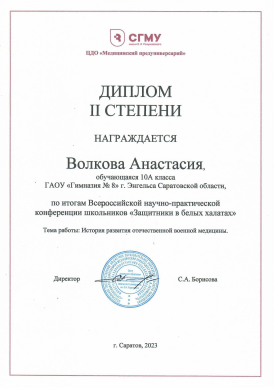 СГМУ
ЦДО «Медицинский предуниверсарий»
ДИПЛОМ
II СТЕПЕНИ
НАГРАЖДАЕТСЯ
Волкова Анастасия,
обучающаяся 10А класса
ГАОУ «Гимназия № 8» г. Энгельса Саратовской области,
по итогам Всероссийской научно-практической
конференции школьников «Защитники в белых халатах»
Тема работы: История развития отечественной военной медицины.
Директор С.А. Борисова
г. Саратов, 2023